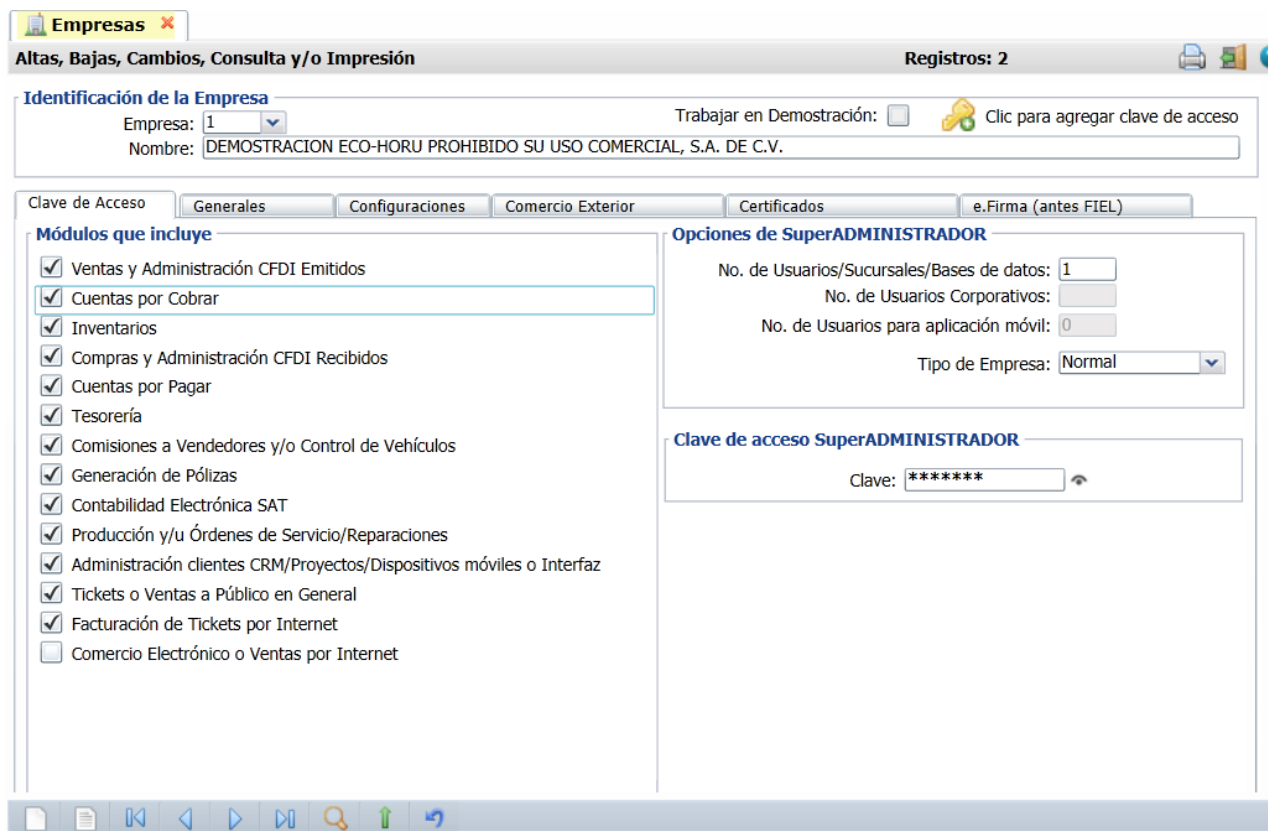 Empresas
Altas, Bajas, Cambios, Consulta y/o Impresión Registros: 2
Identificación de la Empresa
Empresa: 1 Trabajar en Demostración: Clic para agregar clave de acceso
Nombre: DEMOSTRACION ECO-HORU PROHIBIDO SU USO COMERCIAL, S.A. DE C.V.
Clave de Acceso Generales Configuraciones Comercio Exterior Certificados e.Firma (antes FIEL)
Módulos que incluye
Ventas y Administración CFDI Emitidos
Cuentas por Cobrar
Inventarios
Compras y Administración CFDI Recibidos
Cuentas por Pagar
Tesorería
Comisiones a Vendedores y/o Control de Vehículos
Generación de Pólizas
Contabilidad Electrónica SAT
Producción y/u Órdenes de Servicio/Reparaciones
Administración clientes CRM/Proyectos/Dispositivos móviles o Interfaz
Tickets o Ventas a Público en General
Facturación de Tickets por Internet
Comercio Electrónico o Ventas por Internet
Opciones de SuperADMINISTRADOR
No. de Usuarios/Sucursales/Bases de datos: 1
No. de Usuarios Corporativos:
No. de Usuarios para aplicación móvil: 0
Tipo de Empresa: Normal
Clave de acceso SuperADMINISTRADOR
Clave: *******